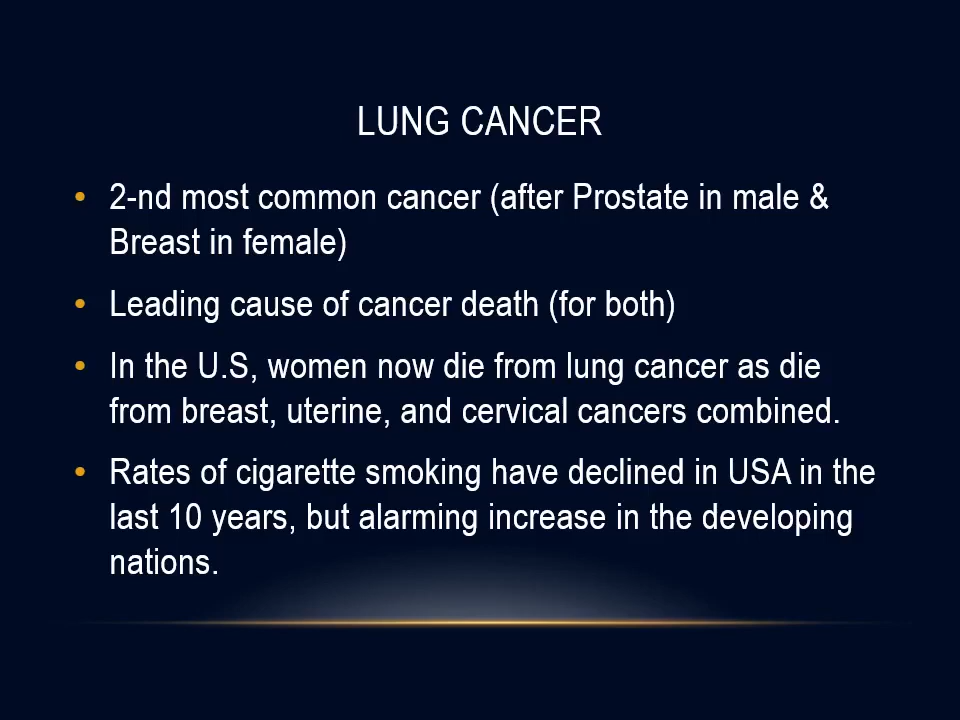 LUNG CANCER
• 2-nd most common cancer (after Prostate in male &
Breast in female)
• Leading cause of cancer death (for both)
• In the U.S, women now die from lung cancer as die
from breast, uterine, and cervical cancers combined.
• Rates of cigarette smoking have declined in USA in the
last 10 years, but alarming increase in the developing
nations.